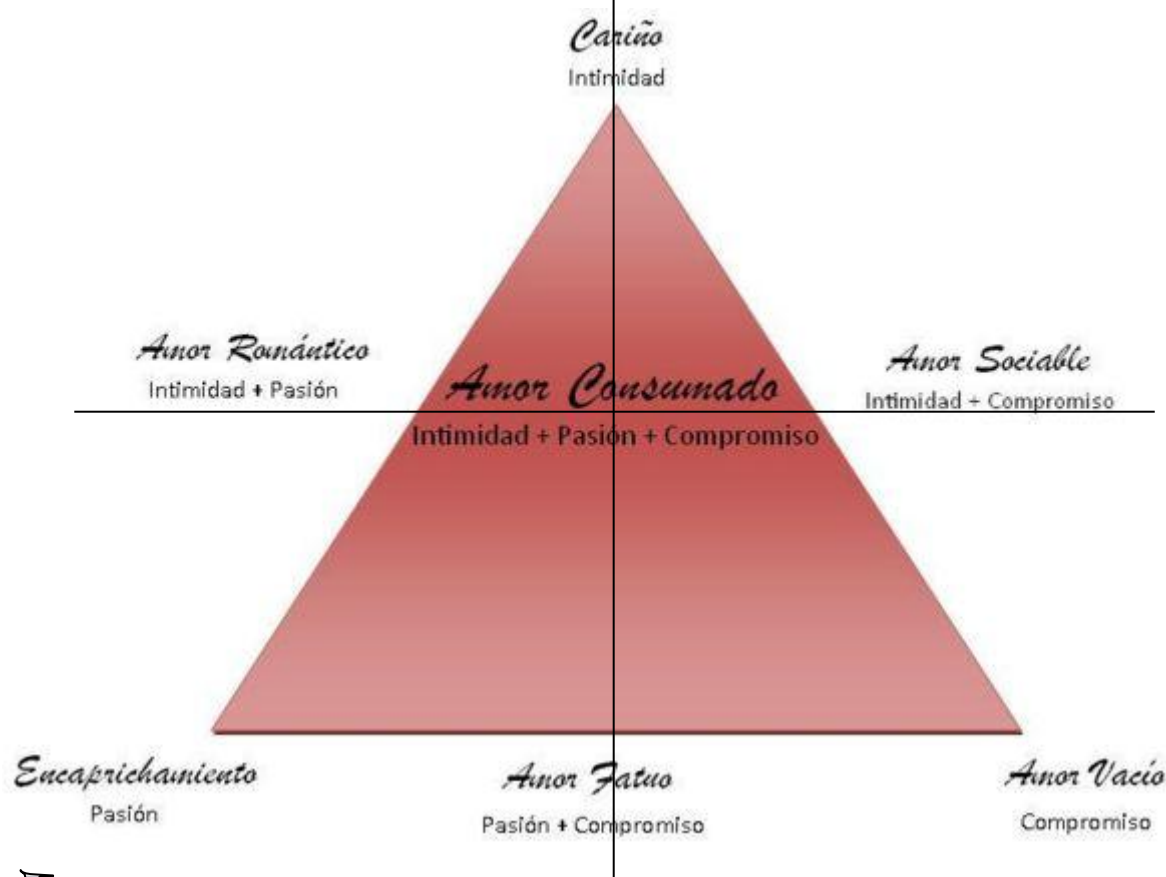 Cariño
Intimidad
Amor Romántico
Intimidad + Pasión
Amor Consumado
Intimidad + Pasión + Compromiso
Amor Sociable
Intimidad + Compromiso
Encaprichamiento
Pasión
Amor Fatuo
Pasión + Compromiso
Amor Vacío
Compromiso